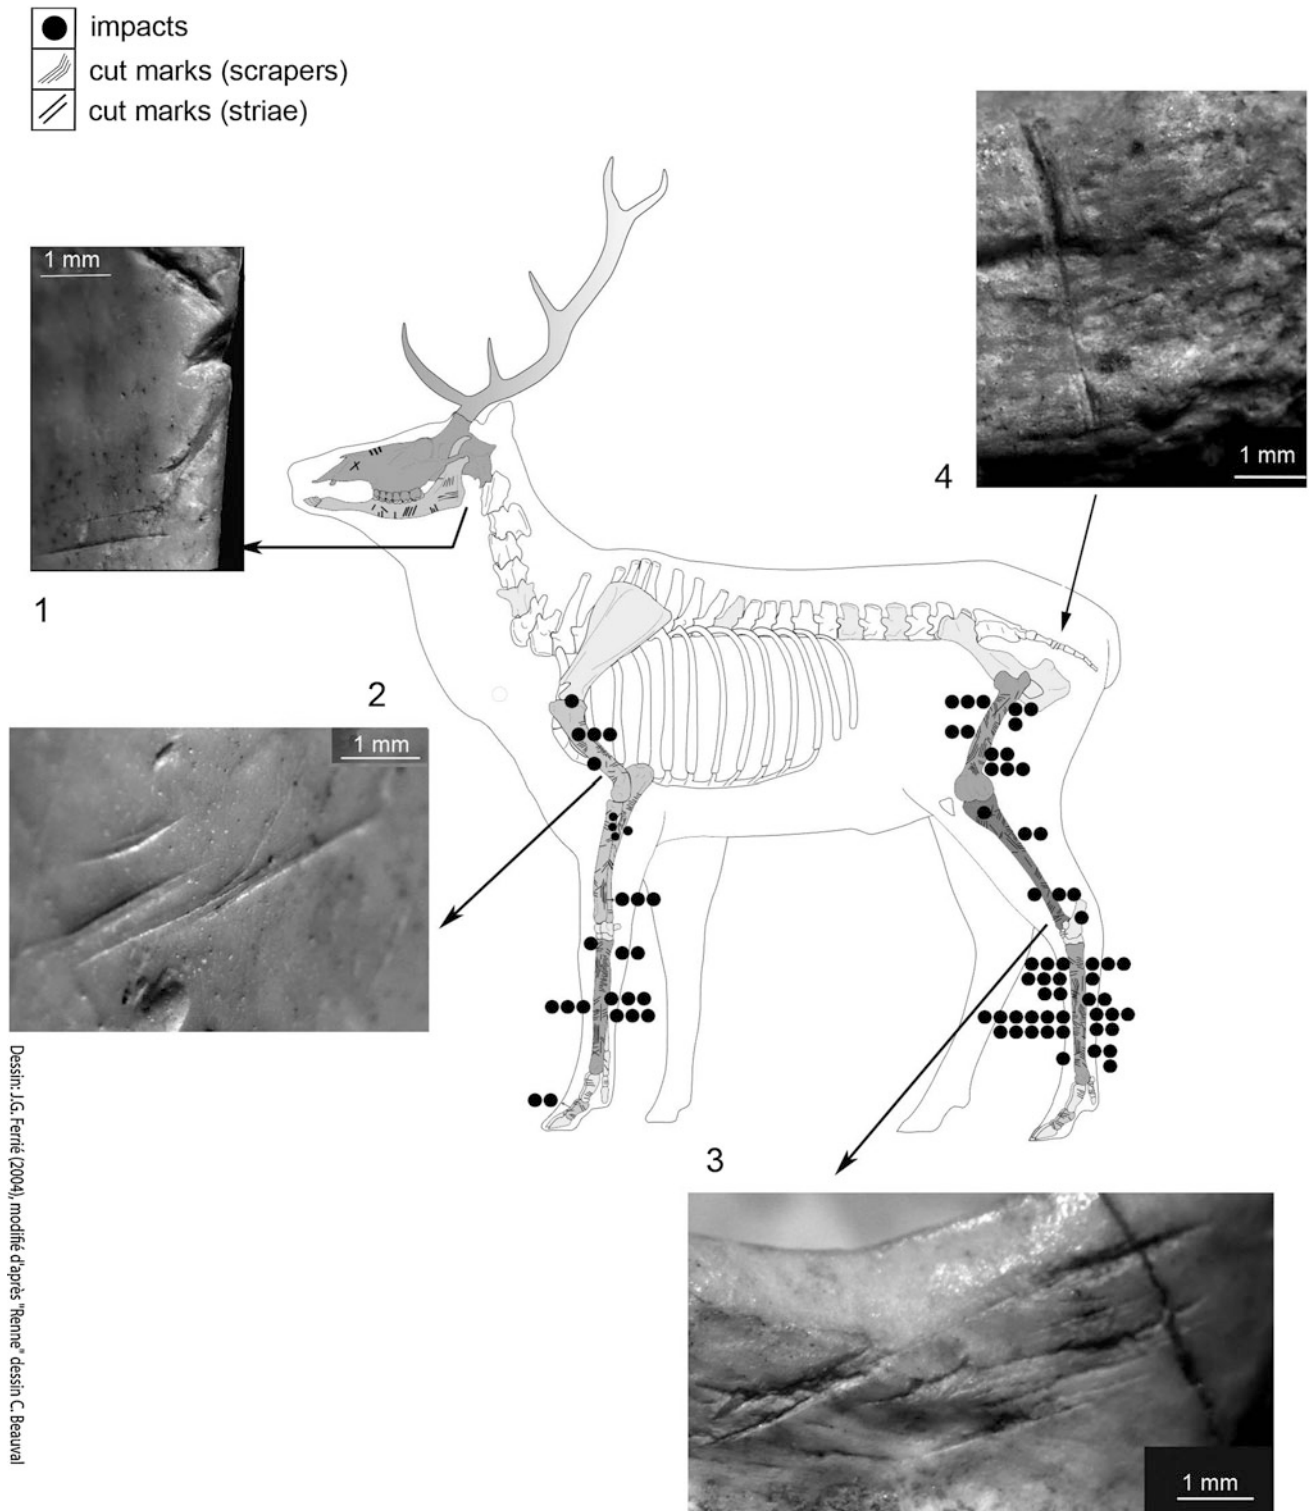 impacts
cut marks (scrapers)
cut marks (striae)
1 mm
1
2
1 mm
4
1 mm
3
1 mm
Dessin: J.G. Ferrié (2004), modifié d'après "Renne" dessin C. Beauval